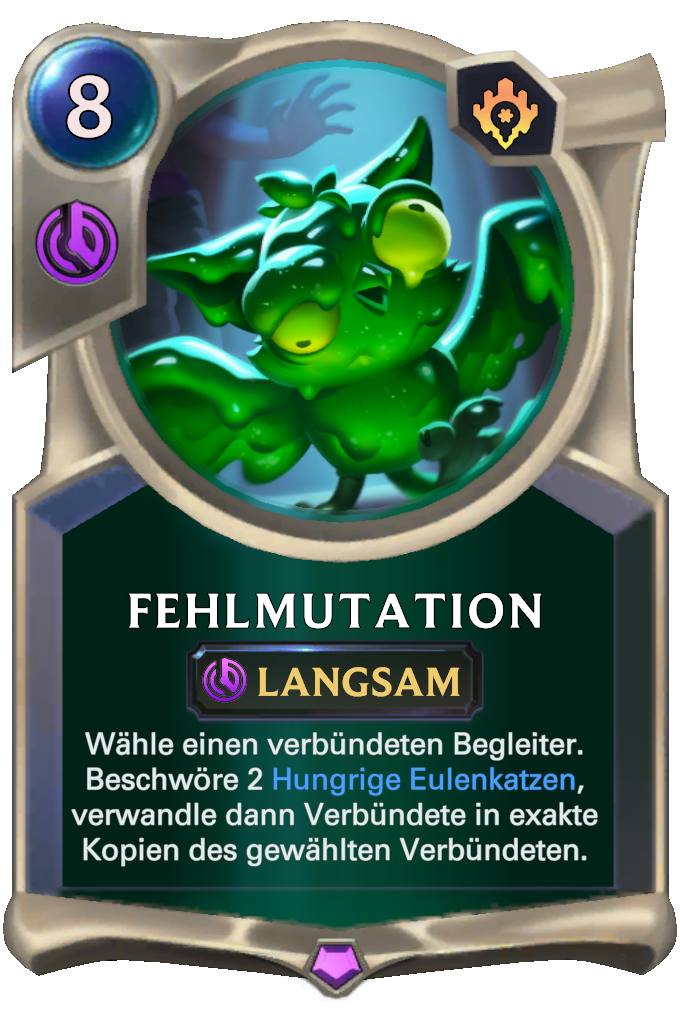 8
FEHLMUTATION
LANGSAM
Wähle einen verbündeten Begleiter.
Beschwöre 2 Hungrige Eulenkatzen,
verwandle dann Verbündete in exakte
Kopien des gewählten Verbündeten.